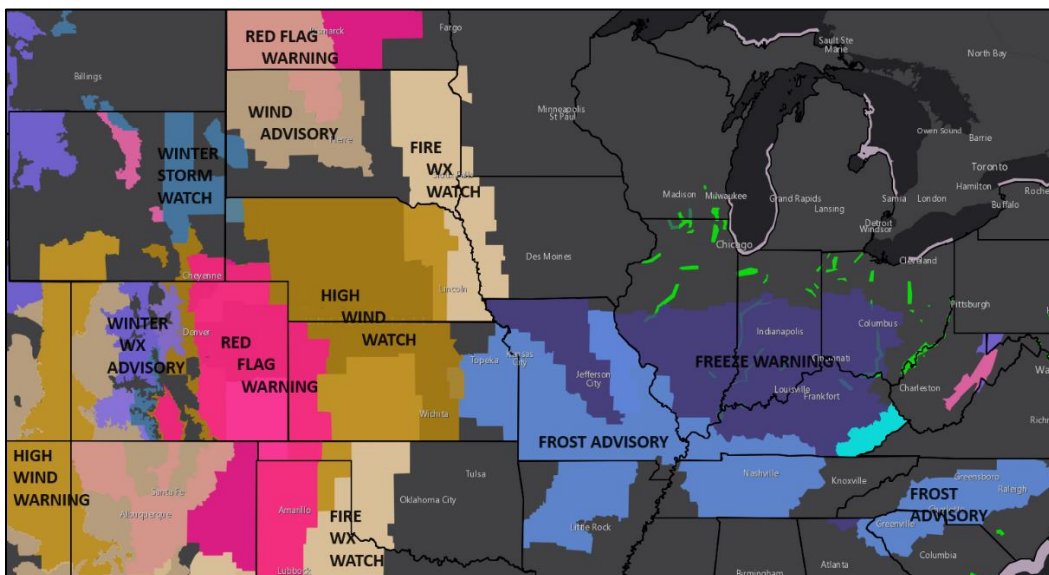 Fargo
Sault Ste
Marie
North Bay
RED FLAG
WARNING
Billings
Minneapolis
St Paul
Owen Sound
Barrie
WIND
ADVISORY
Pierre
FIRE
WX
WATCH
WINTER
STORM
WATCH
Toronto
Hamilton
Buffalo
Madison
Milwaukee
Grand Rapids
Lansing
Sarnia
London
Detroit
Windsor
Chicago
Des Moines
Cleveland
Cheyenne
Lincoln
HIGH
WIND
WATCH
Pittsburgh
WINTER
WX
ADVISORY
Denver
RED
FLAG
WARNING
Indianapolis
Columbus
Topeka
Kansas
City
FREEZE WARNING
Cincinnati
Jefferson
City
Louisville
Frankfort
Charleston
Wichita
FROST ADVISORY
HIGH
WIND
WARNING
Tulsa
Nashville
Knoxville
Greensboro
Raleigh
Santa Fe
Oklahoma City
FROST
ADVISORY
Albuquerque
Amarillo
FIRE
WX
WATCH
Little Rock
Greenville
Columbia
Atlanta
Birmingham
Lubbock